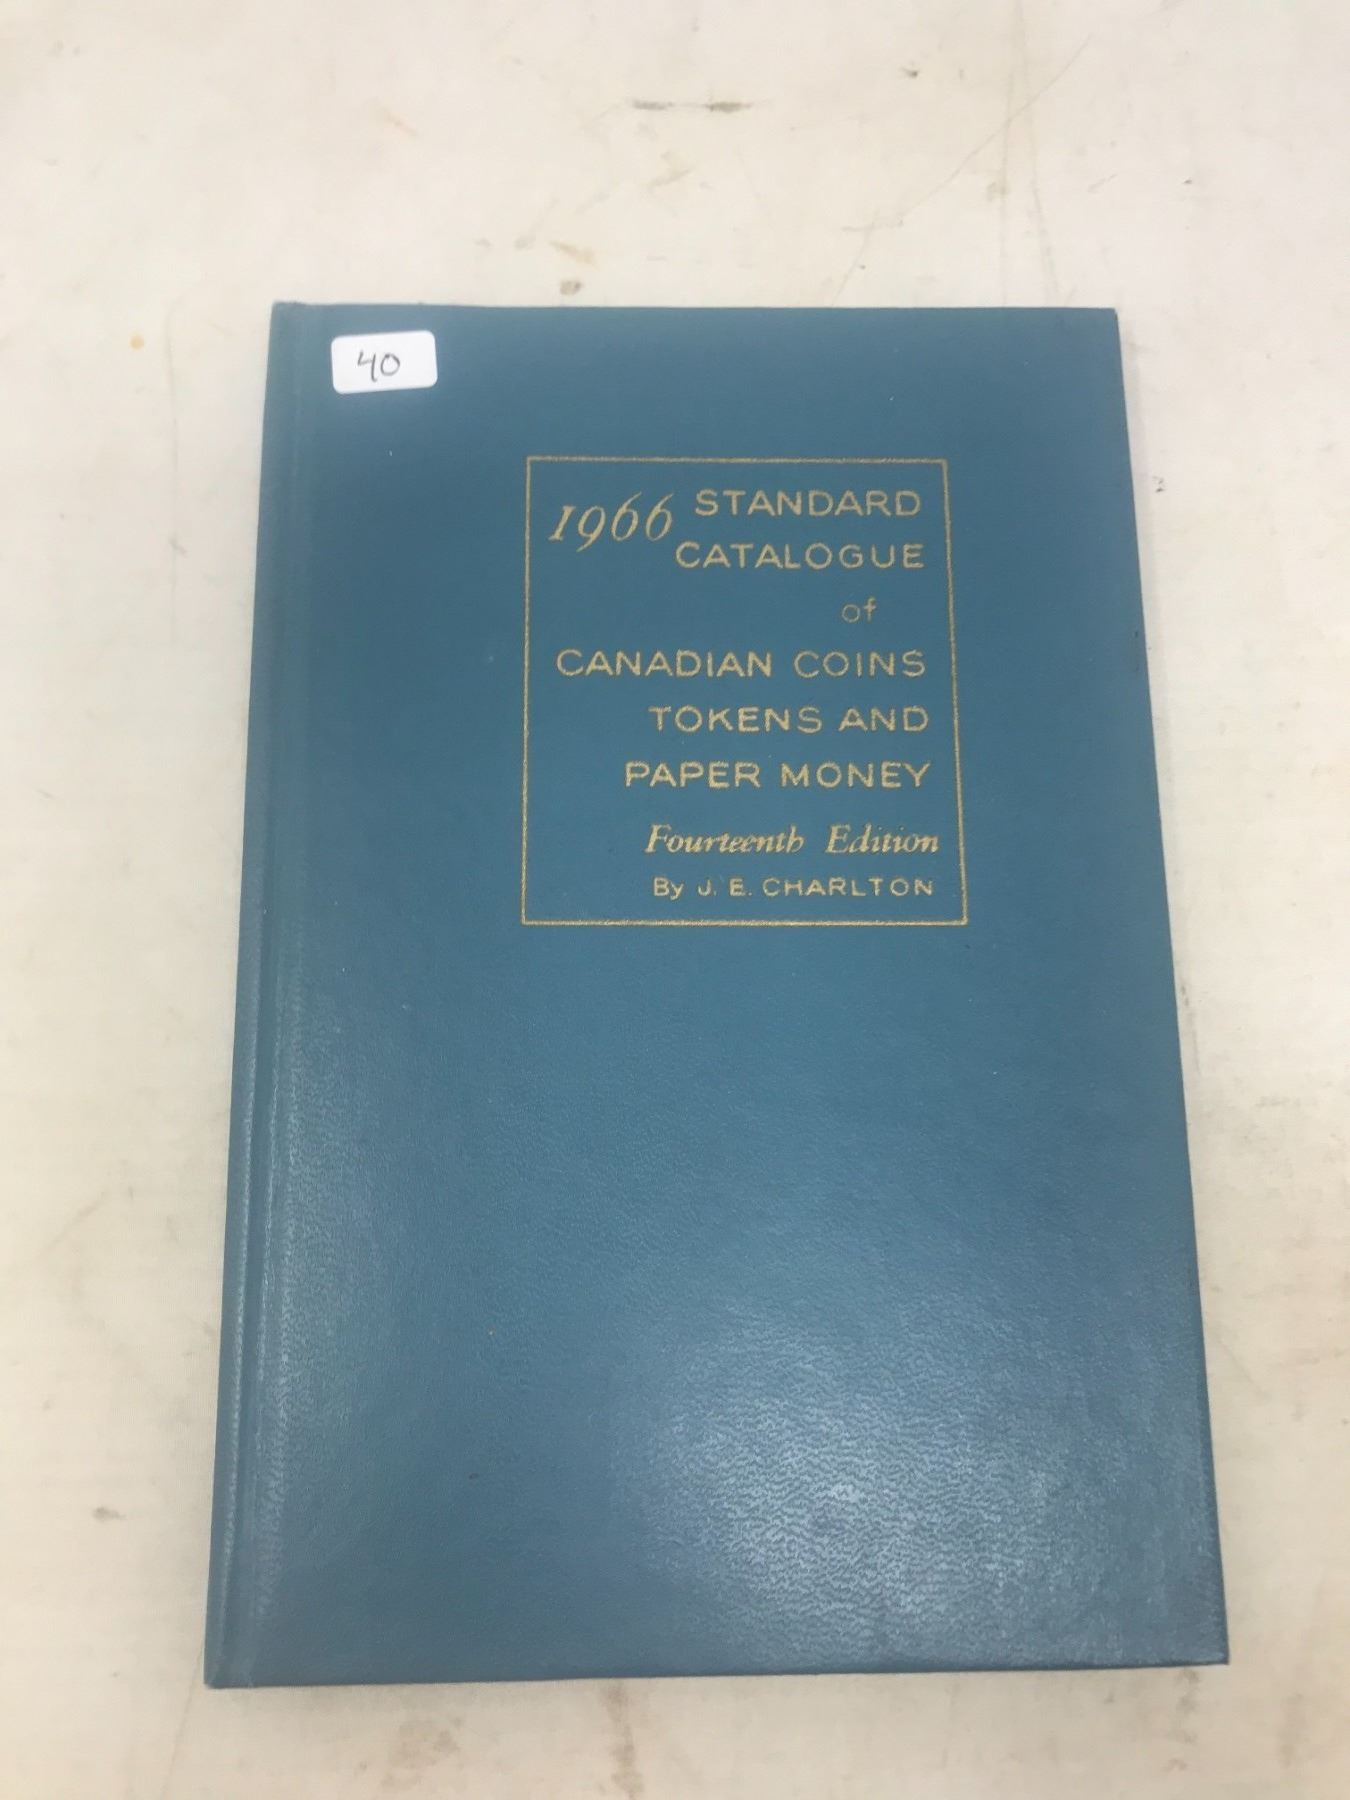 40
1966 STANDARD
CATALOGUE
of
CANADIAN COINS
TOKENS AND
PAPER MONEY
Fourteenth Edition
By J. E. CHARLTON